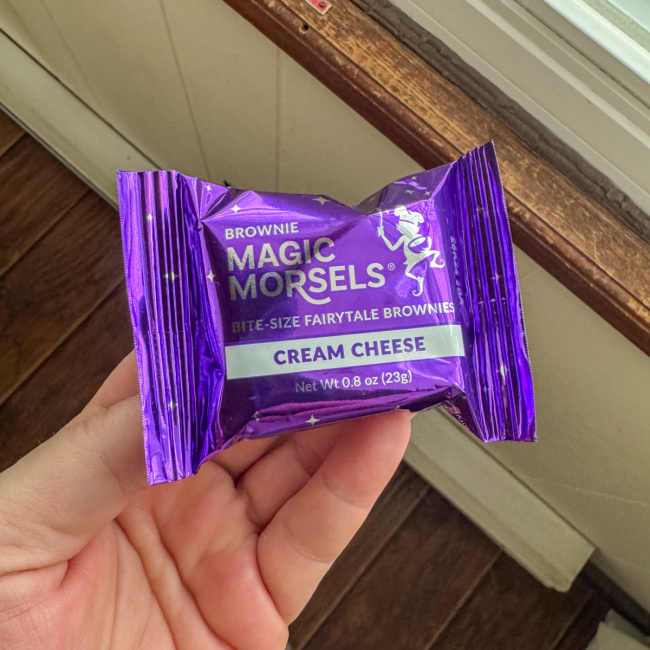 BROWNIE
MAGIC
MORSELS®
BITE-SIZE FAIRYTALE BROWNIES
CREAM CHEESE
Net Wt 0.8 oz (23g)